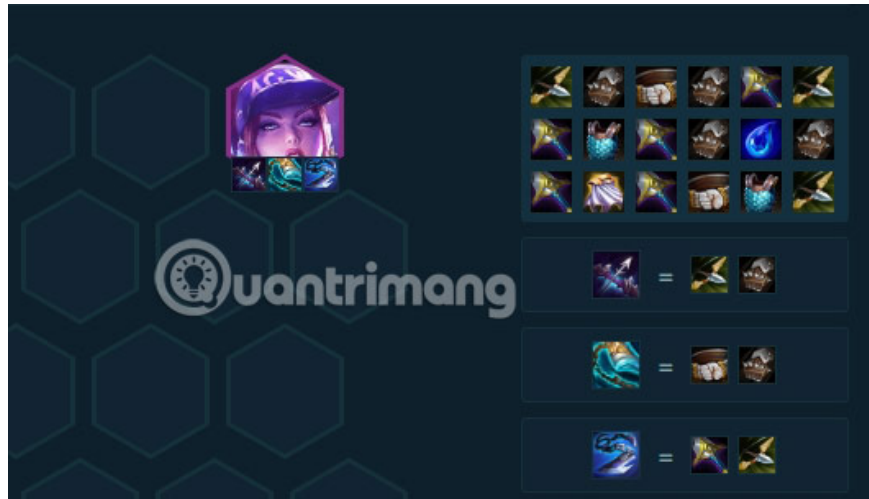 Quantrimang
=
=
=